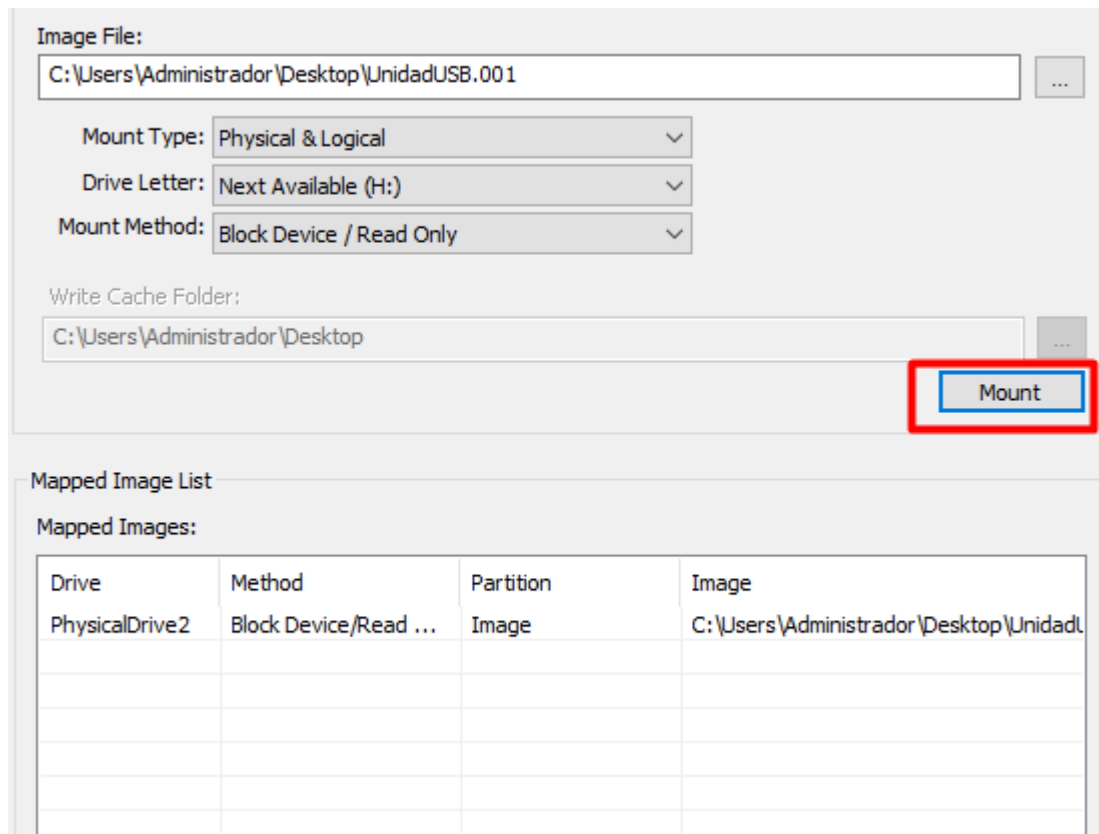 Image File:
C:\Users\Administrador\Desktop\UnidadUSB.001
...
Mount Type: Physical & Logical
Drive Letter: Next Available (H:)
Mount Method: Block Device / Read Only
Write Cache Folder:
C:\Users\Administrador\Desktop
...
Mount
Mapped Image List
Mapped Images:
Drive Method Partition Image
PhysicalDrive2 Block Device/Read ... Image C:\Users\Administrador\Desktop\UnidadU